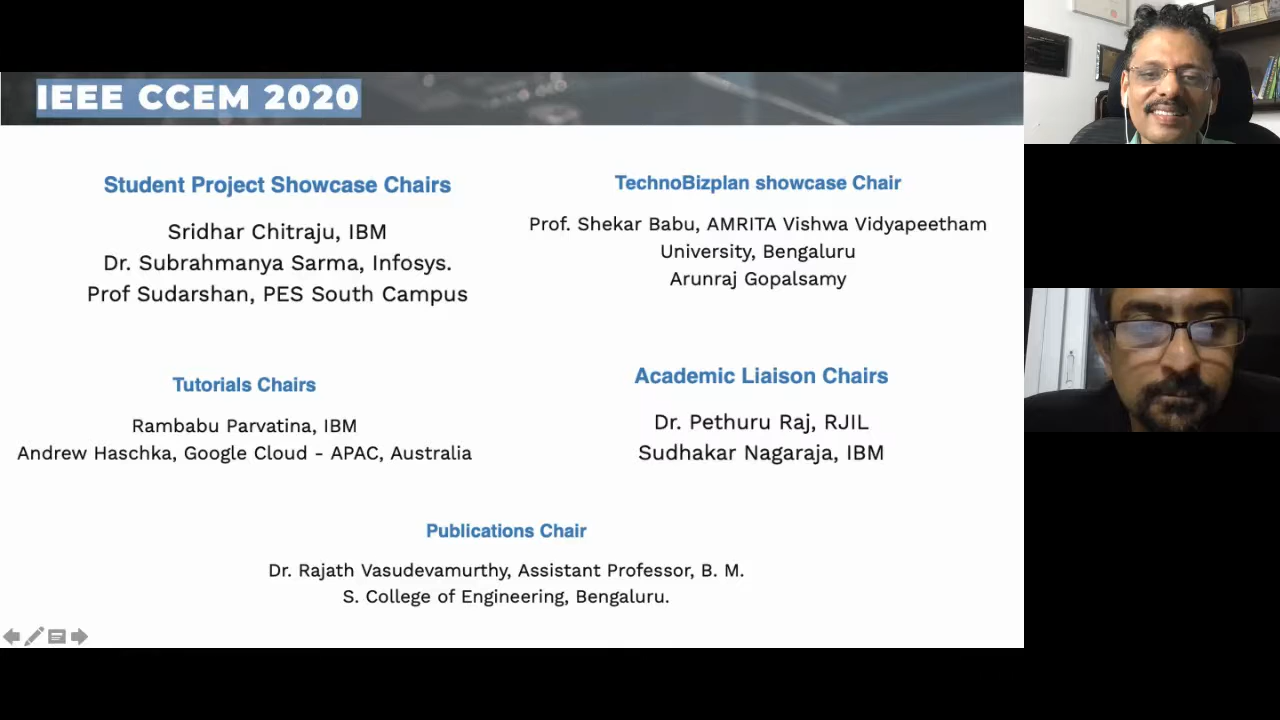 IEEE CCEM 2020
Student Project Showcase Chairs
Sridhar Chitraju, IBM
Dr. Subrahmanya Sarma, Infosys.
Prof Sudarshan, PES South Campus
TechnoBizplan showcase Chair
Prof. Shekar Babu, AMRITA Vishwa Vidyapeetham
University, Bengaluru
Arunraj Gopalsamy
Tutorials Chairs
Rambabu Parvatina, IBM
Andrew Haschka, Google Cloud - APAC, Australia
Academic Liaison Chairs
Dr. Pethuru Raj, RJIL
Sudhakar Nagaraja, IBM
Publications Chair
Dr. Rajath Vasudevamurthy, Assistant Professor, B. M.
S. College of Engineering, Bengaluru.